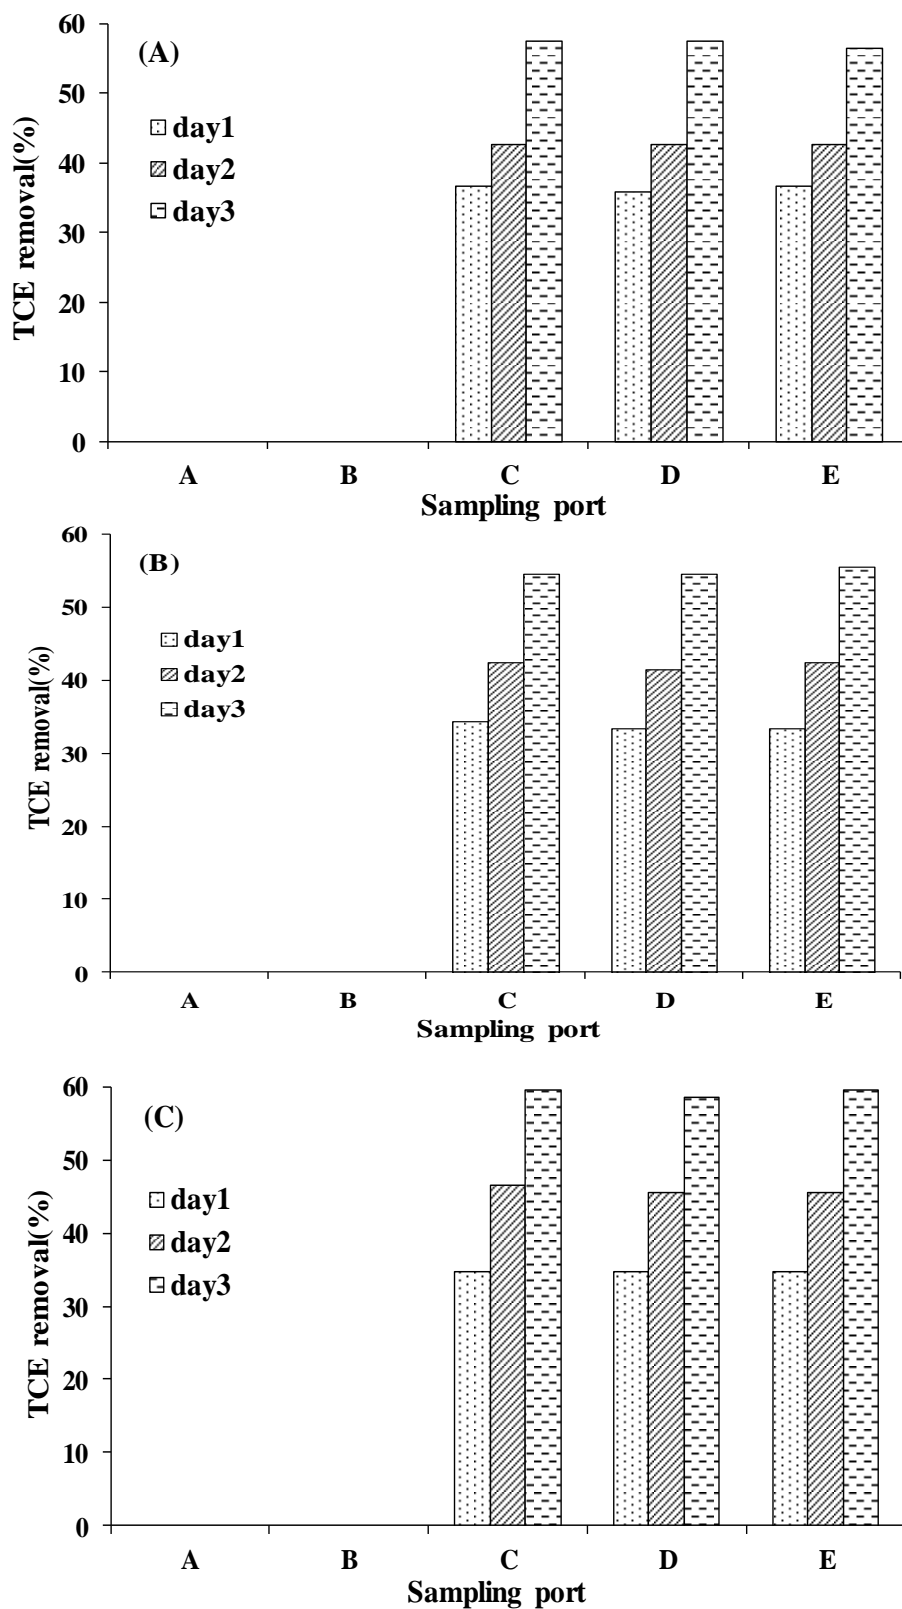 60
(A)
50
day1
40
day2
day3
30
20
10
0
TCE removal(%)
A B C D E
Sampling port
60
(B)
50
day1
day2
40
day3
30
20
10
0
TCE removal(%)
A B C D E
Sampling port
60
(C)
50
day1
day2
40
day3
30
20
10
0
TCE removal(%)
A B C D E
Sampling port